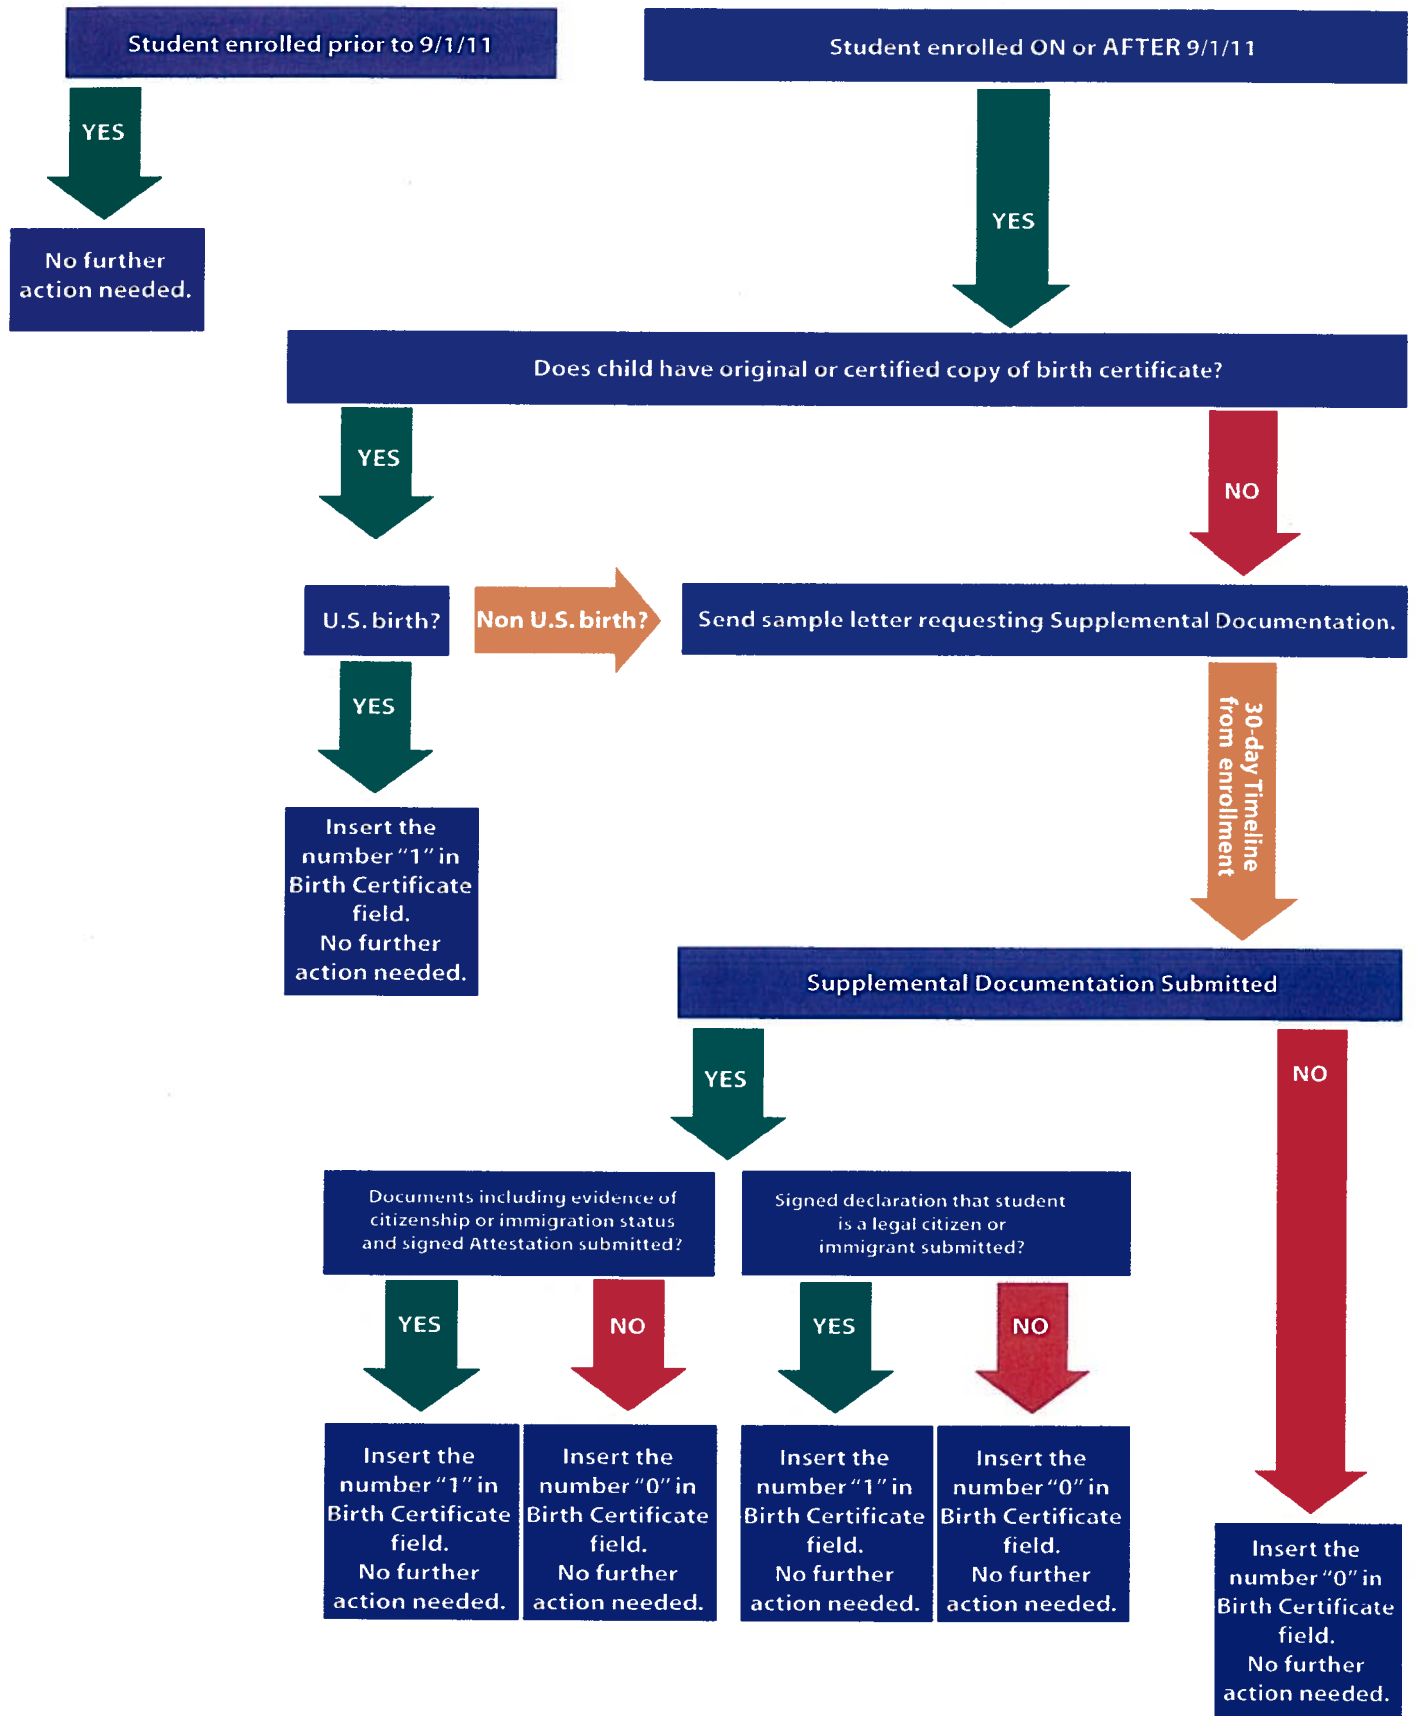 Student enrolled prior to 9/1/11
Student enrolled ON or AFTER 9/1/11
YES
YES
No further
action needed.
Does child have original or certified copy of birth certificate?
YES
NO
U.S. birth?
Non U.S. birth?
Send sample letter requesting Supplemental Documentation.
YES
30-day Timeline
from enrollment
Insert the
number "1" in
Birth Certificate
field.
No further
action needed.
Supplemental Documentation Submitted
YES
NO
Documents including evidence of
citizenship or immigration status
and signed Attestation submitted?
Signed declaration that student
is a legal citizen or
immigrant submitted?
YES
NO
YES
NO
Insert the
number "1" in
Birth Certificate
field.
No further
action needed.
Insert the
number "0" in
Birth Certificate
field.
No further
action needed.
Insert the
number "1" in
Birth Certificate
field.
No further
action needed.
Insert the
number "0" in
Birth Certificate
field.
No further
action needed.
Insert the
number "0" in
Birth Certificate
field.
No further
action needed.